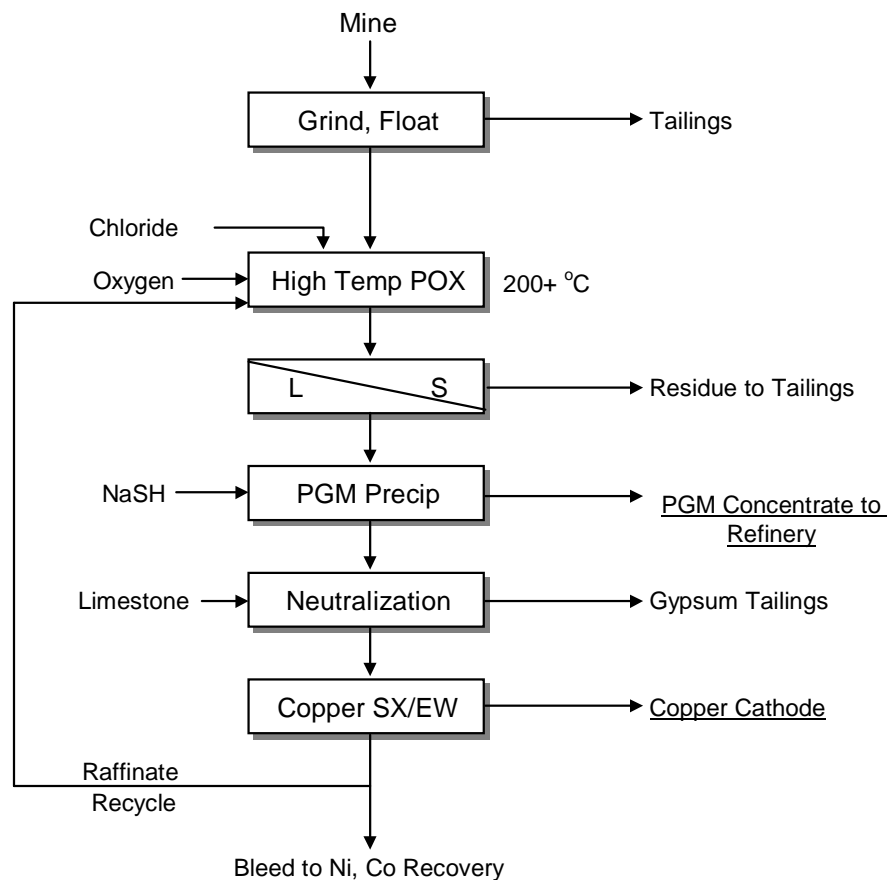 Mine
Grind, Float
Tailings
Chloride
Oxygen
High Temp POX
200+ °C
L S
Residue to Tailings
NaSH
PGM Precip
PGM Concentrate to
Refinery
Limestone
Neutralization
Gypsum Tailings
Copper SX/EW
Copper Cathode
Raffinate
Recycle
Bleed to Ni, Co Recovery